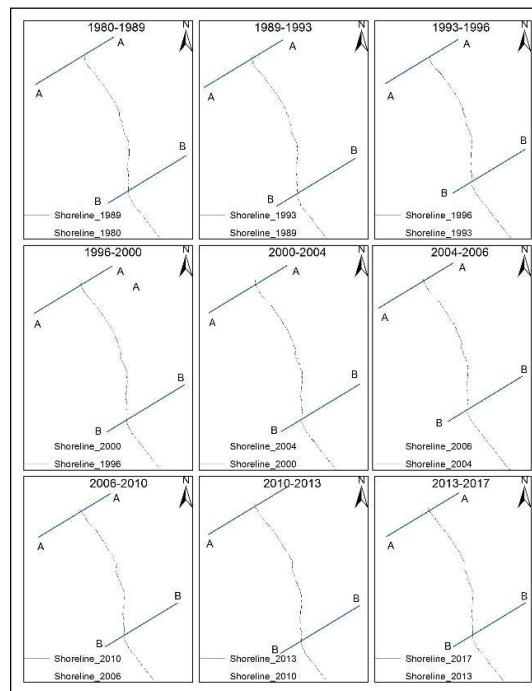 1980-1989
N
A
A
B
B
Shoreline_1989
Shoreline_1980
1989-1993
N
A
A
B
B
Shoreline_1993
Shoreline_1989
1993-1996
N
A
A
B
B
Shoreline_1996
Shoreline_1993
1996-2000
N
A
A
A
B
B
Shoreline_2000
Shoreline_1996
2000-2004
N
A
A
B
B
Shoreline_2004
Shoreline_2000
2004-2006
N
A
A
B
B
Shoreline_2006
Shoreline_2004
2006-2010
N
A
A
B
B
Shoreline_2010
Shoreline_2006
2010-2013
N
A
B
B
Shoreline_2013
Shoreline_2010
2013-2017
N
A
A
B
B
Shoreline_2017
Shoreline_2013